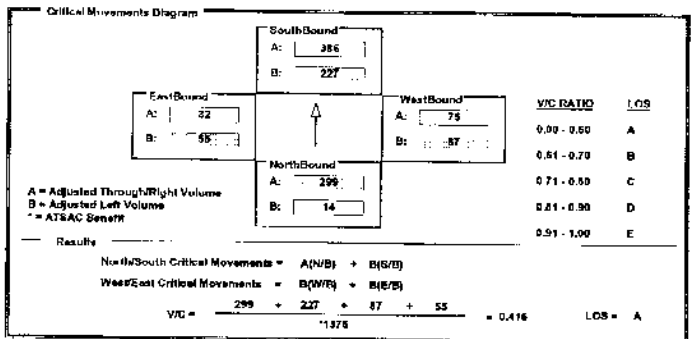 Critical Movements Diagram
SouthBound
A: 386
B: 227
EastBound
A: 32
B: 55
WestBound
A: 75
B: 87
NorthBound
A: 299
B: 14
V/C RATIO LOS
0.00 - 0.60 A
0.61 - 0.70 B
0.71 - 0.80 C
0.81 - 0.90 D
0.91 - 1.00 E
A = Adjusted Through/Right Volume
B = Adjusted Left Volume
* = ATSAC Benefit
Results
North/South Critical Movements = A(N/B) + B(S/B)
West/East Critical Movements = B(W/B) + B(E/B)
V/C = 299 + 227 + 87 + 55 = 0.416 LOS = A
*1375